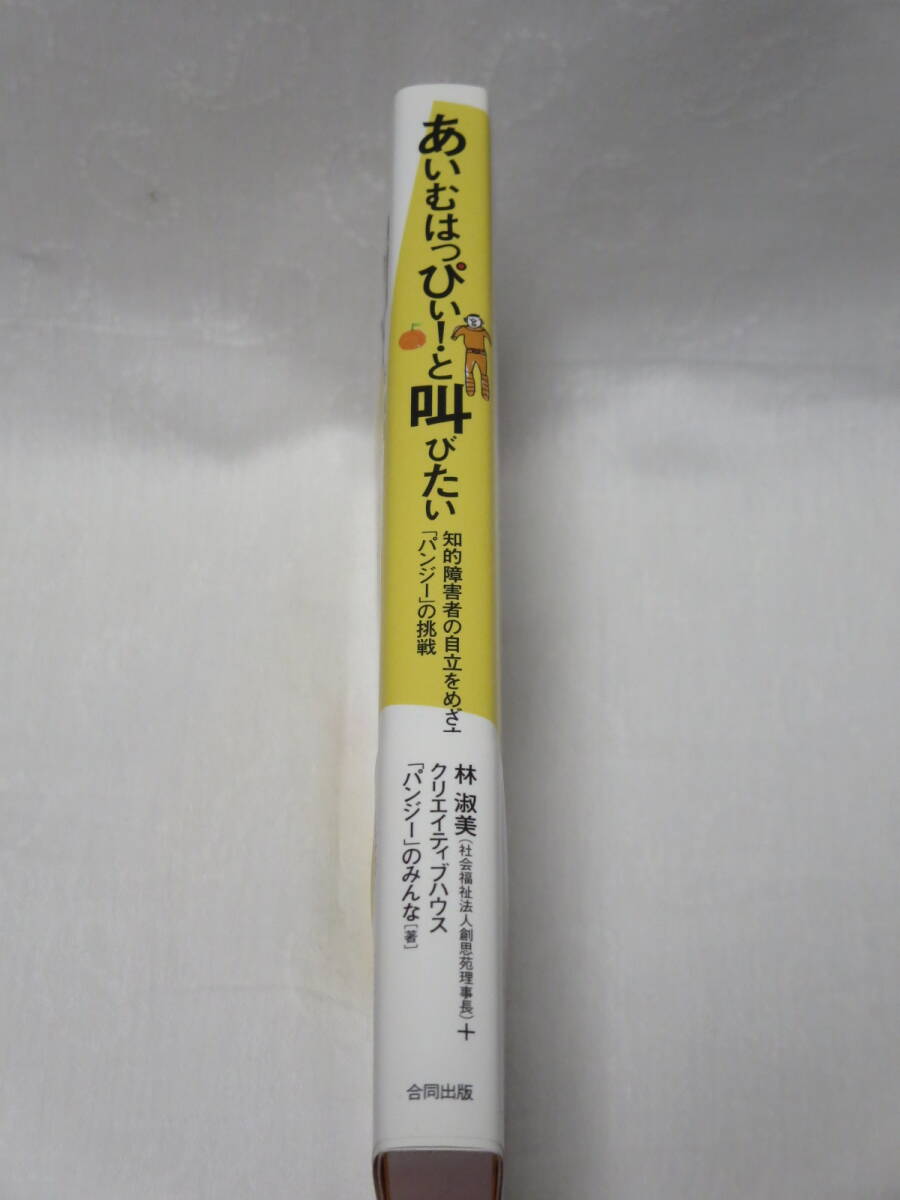 あいむはっぴぃ!と叫びたい
知的障害者の自立をめざす
「パンジー」の挑戦
林 淑美(社会福祉法人創思苑理事長)+
クリエイティブハウス
「パンジー」のみんな[著]
合同出版